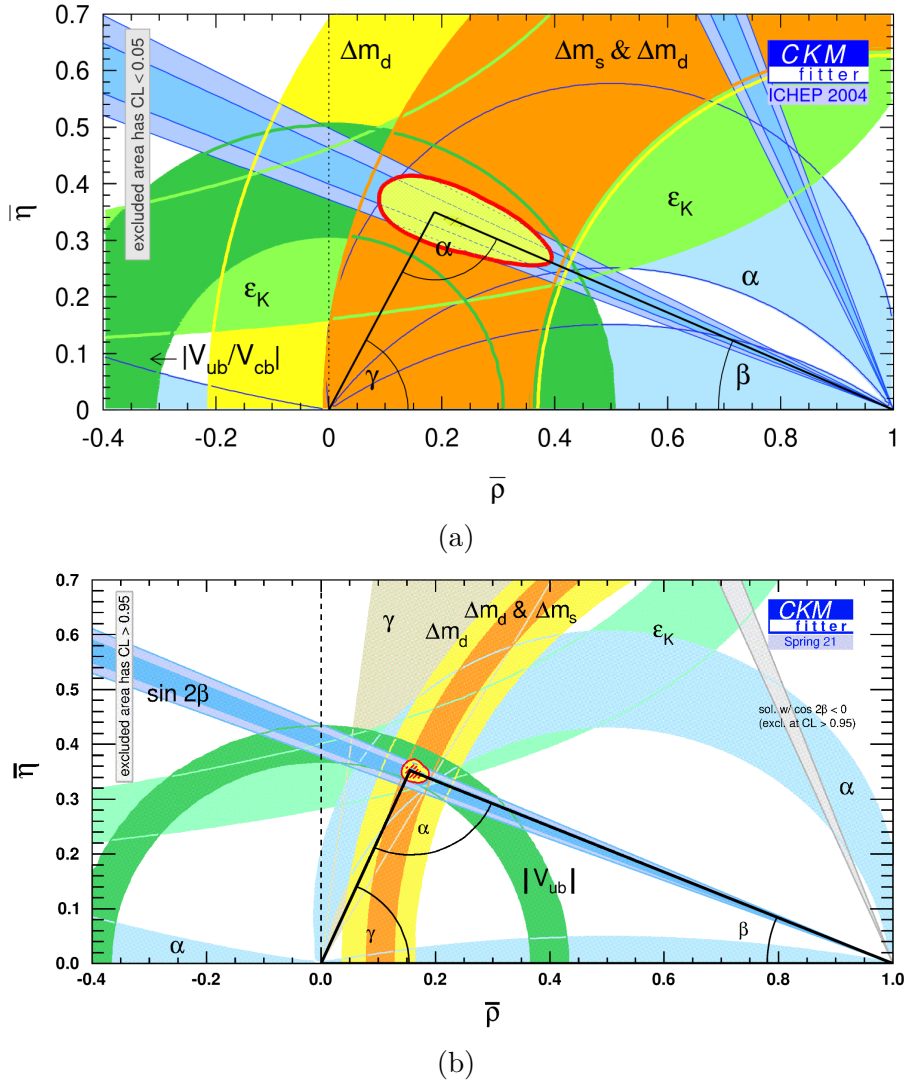 0.7
0.6
0.5
0.4
0.3
0.2
0.1
0
η̅
excluded area has CL < 0.05
Δm_d
Δm_s & Δm_d
CKM
fitter
ICHEP 2004
ε_K
α
α
ε_K
|V_ub/V_cb|
γ
β
-0.4 -0.2 0 0.2 0.4 0.6 0.8 1
ρ̅
(a)
0.7
0.6
0.5
0.4
0.3
0.2
0.1
0.0
η̅
excluded area has CL > 0.95
γ
Δm_d & Δm_s
Δm_d
ε_K
CKM
fitter
Spring 21
sin 2β
sol. w/ cos 2β < 0
(excl. at CL > 0.95)
α
α
|V_ub|
α
γ
β
-0.4 -0.2 0.0 0.2 0.4 0.6 0.8 1.0
ρ̅
(b)